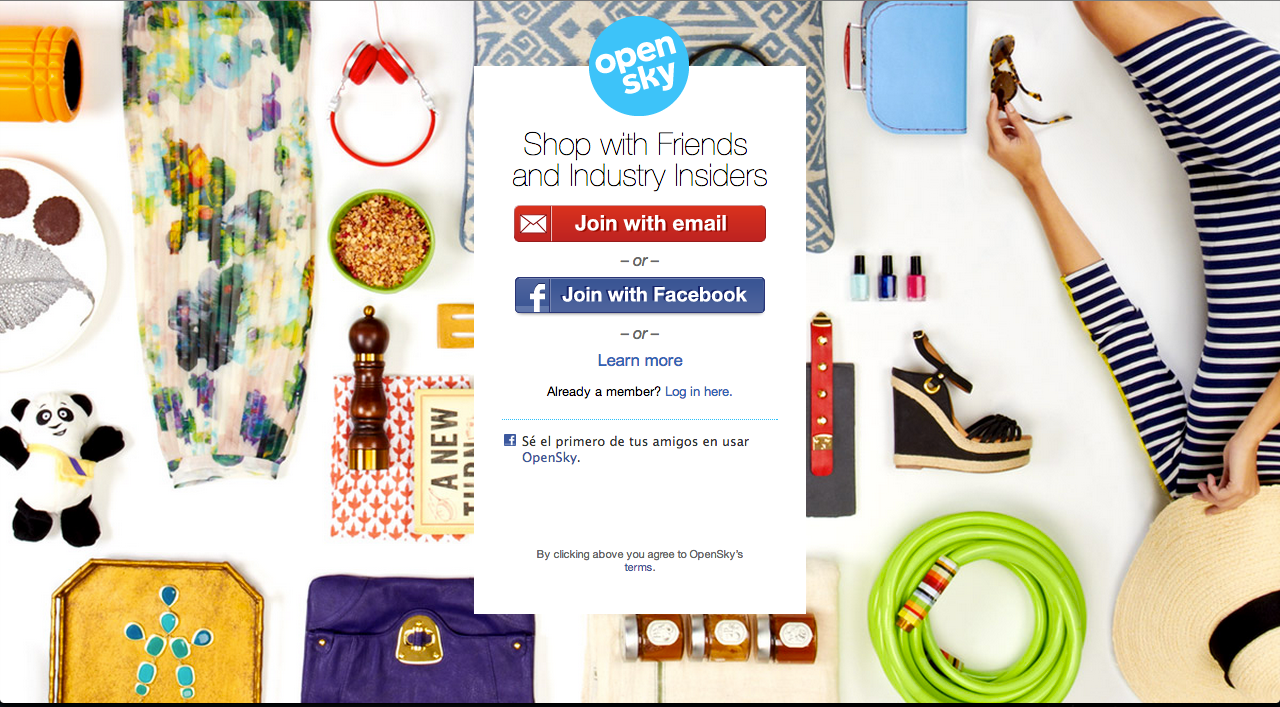 open
sky
Shop with Friends
and Industry Insiders
Join with email
– or –
f Join with Facebook
– or –
Learn more
Already a member? Log in here.
f Sé el primero de tus amigos en usar
OpenSky.
A NEW
By clicking above you agree to OpenSky's
terms.